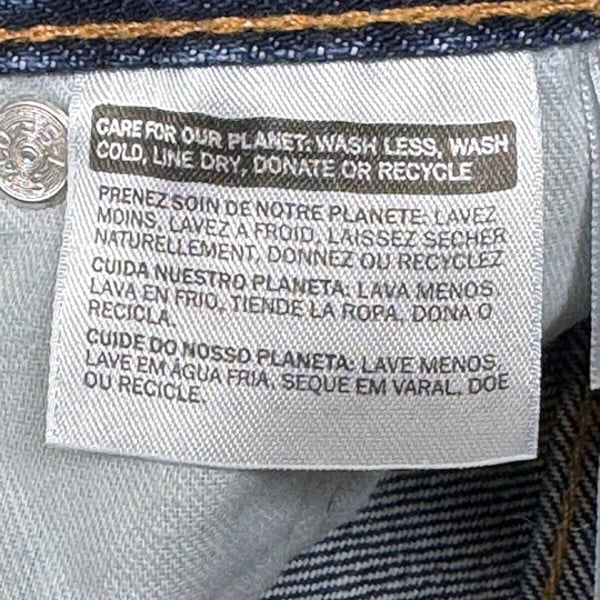 CARE FOR OUR PLANET: WASH LESS, WASH
COLD, LINE DRY, DONATE OR RECYCLE
PRENEZ SOIN DE NOTRE PLANETE: LAVEZ
MOINS, LAVEZ A FROID, LAISSEZ SECHER
NATURELLEMENT, DONNEZ OU RECYCLEZ
CUIDA NUESTRO PLANETA: LAVA MENOS,
LAVA EN FRIO, TIENDE LA ROPA, DONA O
RECICLA.
CUIDE DO NOSSO PLANETA: LAVE MENOS,
LAVE EM ÁGUA FRIA, SEQUE EM VARAL, DOE
OU RECICLE.